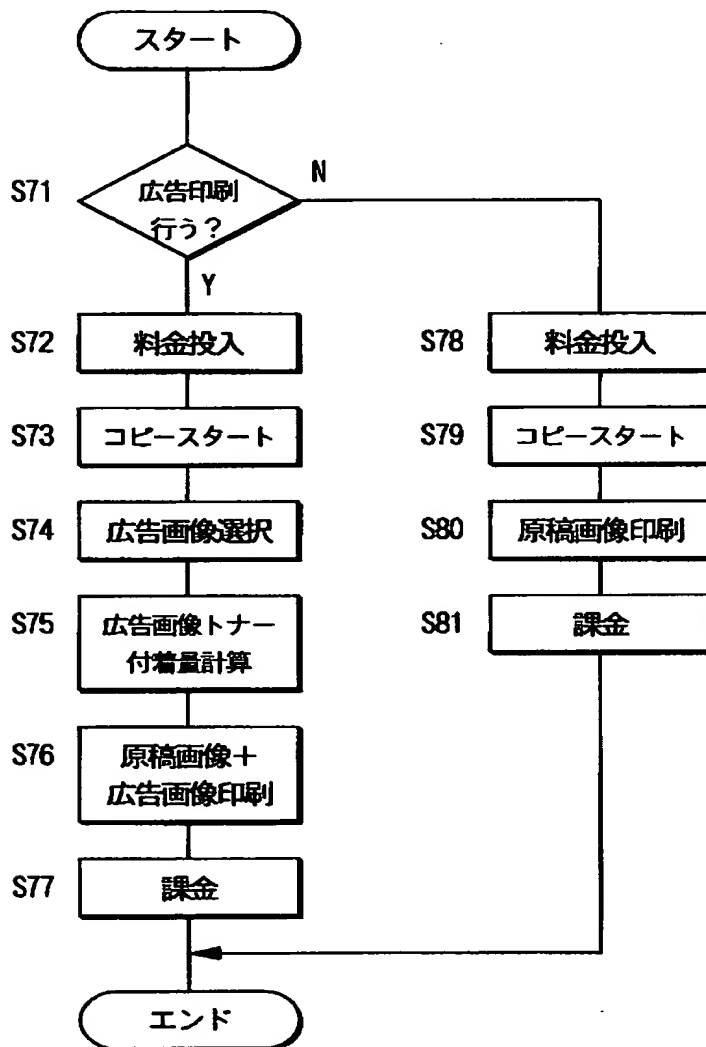 スタート
S71
広告印刷
行う？
N
Y
S72
料金投入
S73
コピースタート
S74
広告画像選択
S75
広告画像トナー
付着量計算
S76
原稿画像＋
広告画像印刷
S77
課金
S78
料金投入
S79
コピースタート
S80
原稿画像印刷
S81
課金
エンド